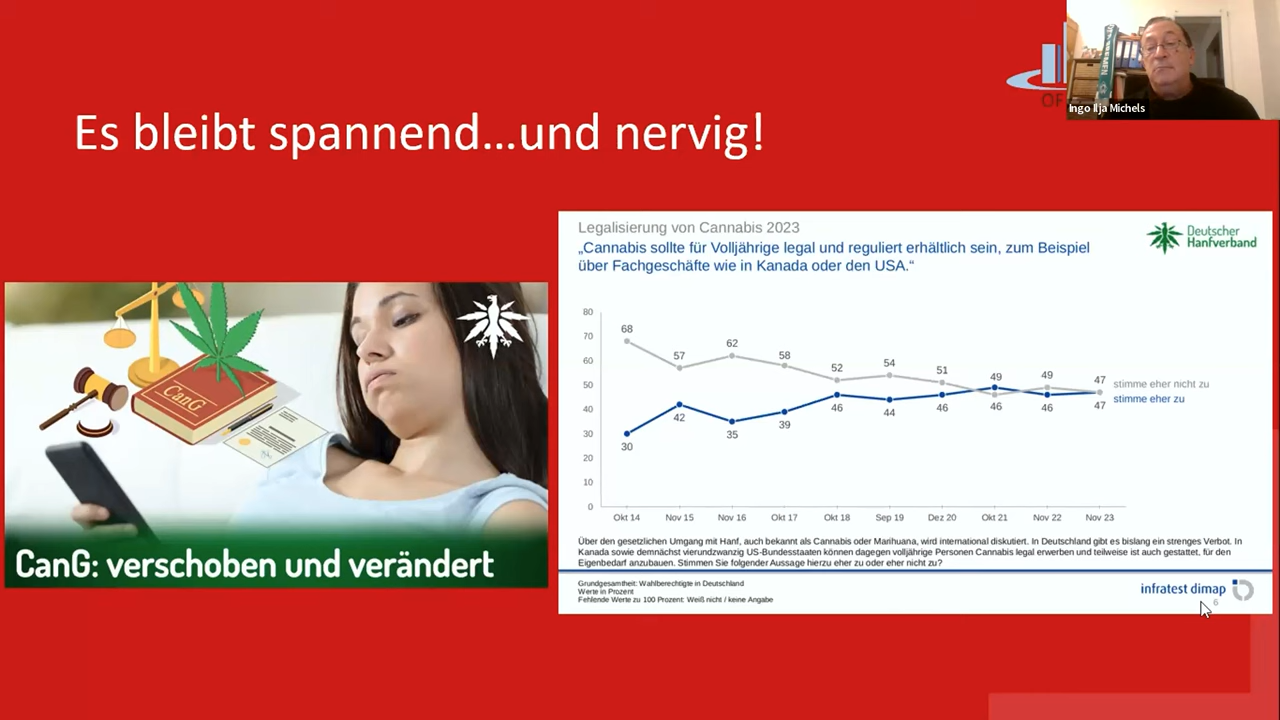 Es bleibt spannend...und nervig!
Ingo Ilja Michels
Legalisierung von Cannabis 2023
„Cannabis sollte für Volljährige legal und reguliert erhältlich sein, zum Beispiel
über Fachgeschäfte wie in Kanada oder den USA.“
Deutscher
Hanfverband
80
70
60
50
40
30
20
10
0
68
57
62
58
52
54
51
49
49
47
30
42
35
39
46
44
46
46
46
47
stimme eher nicht zu
stimme eher zu
Okt 14
Nov 15
Nov 16
Okt 17
Okt 18
Sep 19
Dez 20
Okt 21
Nov 22
Nov 23
Über den gesetzlichen Umgang mit Hanf, auch bekannt als Cannabis oder Marihuana, wird international diskutiert. In Deutschland gibt es bislang ein strenges Verbot. In
Kanada sowie demnächst vierundzwanzig US-Bundesstaaten können dagegen volljährige Personen Cannabis legal erwerben und teilweise ist auch gestattet, für den
Eigenbedarf anzubauen. Stimmen Sie folgender Aussage hierzu eher zu oder eher nicht zu?
Grundgesamtheit: Wahlberechtigte in Deutschland
Werte in Prozent
Fehlende Werte zu 100 Prozent: Weiß nicht / keine Angabe
infratest dimap
6
CanG
CanG: verschoben und verändert